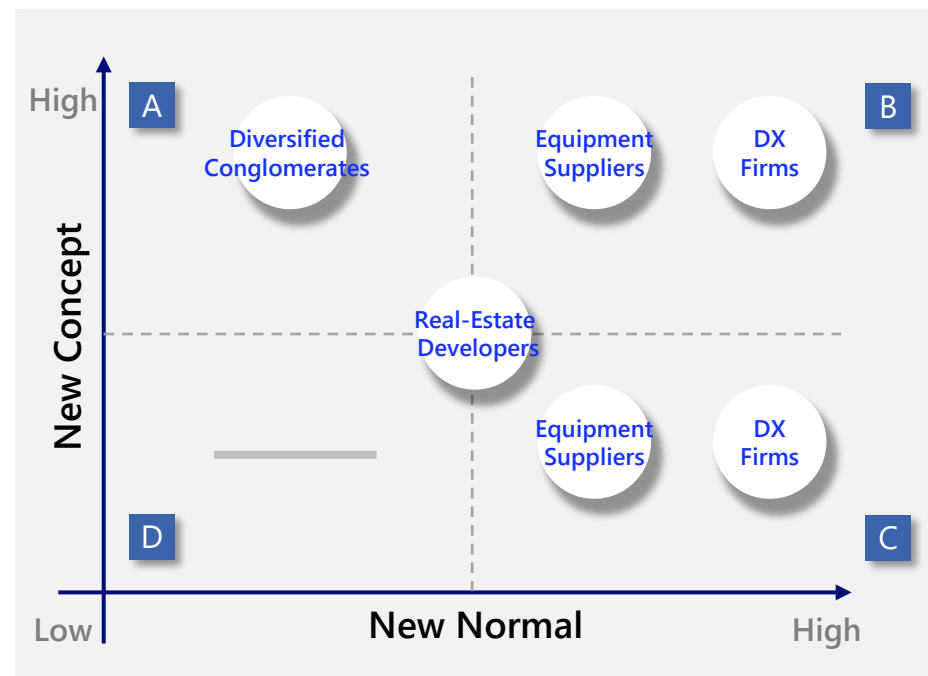 High
A
B
Diversified
Conglomerates
Equipment
Suppliers
DX
Firms
New Concept
Real-Estate
Developers
Equipment
Suppliers
DX
Firms
D
C
Low
New Normal
High